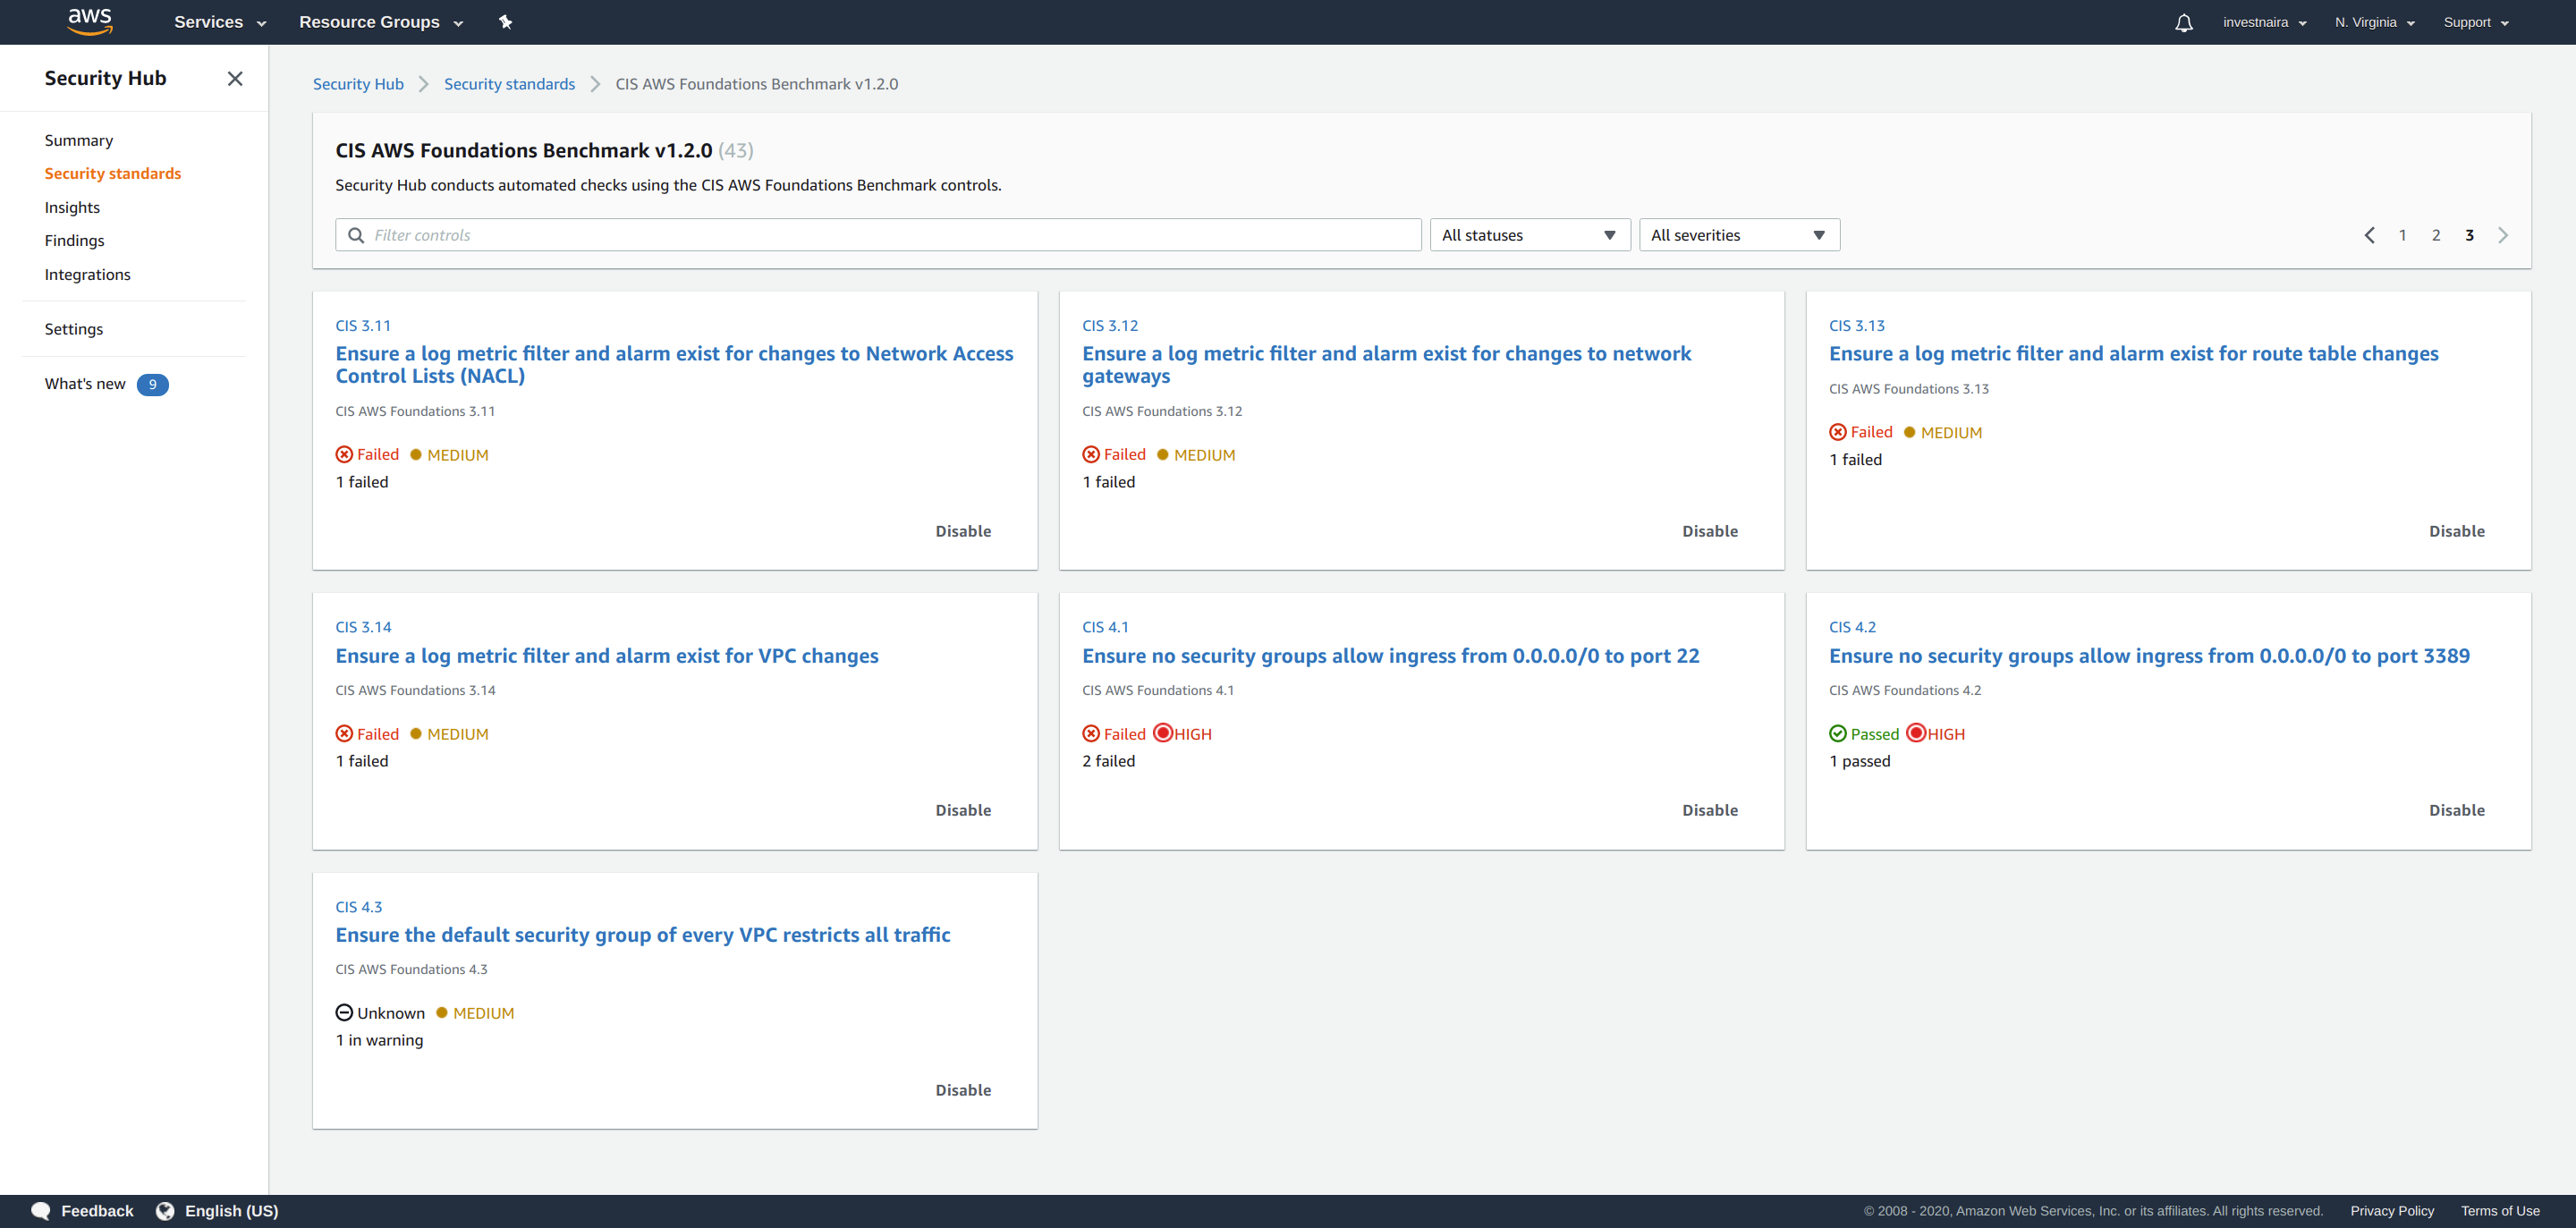 aws
Services
Resource Groups
investnaira
N. Virginia
Support
Security Hub
Summary
Security standards
Insights
Findings
Integrations
Settings
What's new 9
Security Hub
Security standards
CIS AWS Foundations Benchmark v1.2.0
CIS AWS Foundations Benchmark v1.2.0 (43)
Security Hub conducts automated checks using the CIS AWS Foundations Benchmark controls.
Filter controls
All statuses
All severities
1 2 3
CIS 3.11
Ensure a log metric filter and alarm exist for changes to Network Access
Control Lists (NACL)
CIS AWS Foundations 3.11
Failed MEDIUM
1 failed
Disable
CIS 3.12
Ensure a log metric filter and alarm exist for changes to network
gateways
CIS AWS Foundations 3.12
Failed MEDIUM
1 failed
Disable
CIS 3.13
Ensure a log metric filter and alarm exist for route table changes
CIS AWS Foundations 3.13
Failed MEDIUM
1 failed
Disable
CIS 3.14
Ensure a log metric filter and alarm exist for VPC changes
CIS AWS Foundations 3.14
Failed MEDIUM
1 failed
Disable
CIS 4.1
Ensure no security groups allow ingress from 0.0.0.0/0 to port 22
CIS AWS Foundations 4.1
Failed HIGH
2 failed
Disable
CIS 4.2
Ensure no security groups allow ingress from 0.0.0.0/0 to port 3389
CIS AWS Foundations 4.2
Passed HIGH
1 passed
Disable
CIS 4.3
Ensure the default security group of every VPC restricts all traffic
CIS AWS Foundations 4.3
Unknown MEDIUM
1 in warning
Disable
Feedback
English (US)
© 2008 - 2020, Amazon Web Services, Inc. or its affiliates. All rights reserved.
Privacy Policy
Terms of Use